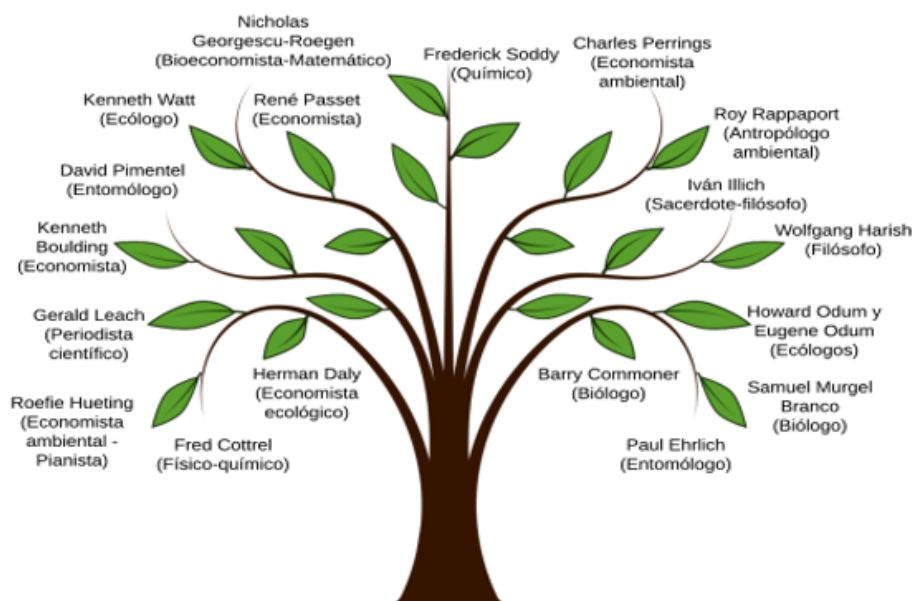 Nicholas
Georgescu-Roegen
(Bioeconomista-Matemático)
Frederick Soddy
(Químico)
Charles Perrings
(Economista
ambiental)
Kenneth Watt
(Ecólogo)
René Passet
(Economista)
Roy Rappaport
(Antropólogo
ambiental)
David Pimentel
(Entomólogo)
Iván Illich
(Sacerdote-filósofo)
Kenneth
Boulding
(Economista)
Wolfgang Harish
(Filósofo)
Gerald Leach
(Periodista
científico)
Howard Odum y
Eugene Odum
(Ecólogos)
Herman Daly
(Economista
ecológico)
Barry Commoner
(Biólogo)
Roefie Hueting
(Economista
ambiental -
Pianista)
Samuel Murgel
Branco
(Biólogo)
Fred Cottrel
(Físico-químico)
Paul Ehrlich
(Entomólogo)